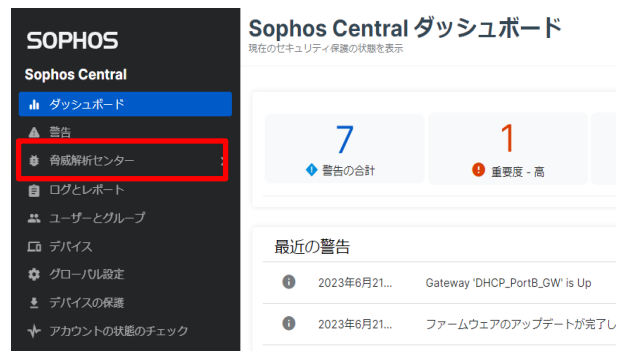 SOPHOS
Sophos Central
ダッシュボード
警告
脅威解析センター
ログとレポート
ユーザーとグループ
デバイス
グローバル設定
デバイスの保護
アカウントの状態のチェック
Sophos Central ダッシュボード
現在のセキュリティ保護の状態を表示
7
警告の合計
1
重要度 - 高
最近の警告
2023年6月21... Gateway 'DHCP_PortB_GW' is Up
2023年6月21... ファームウェアのアップデートが完了し